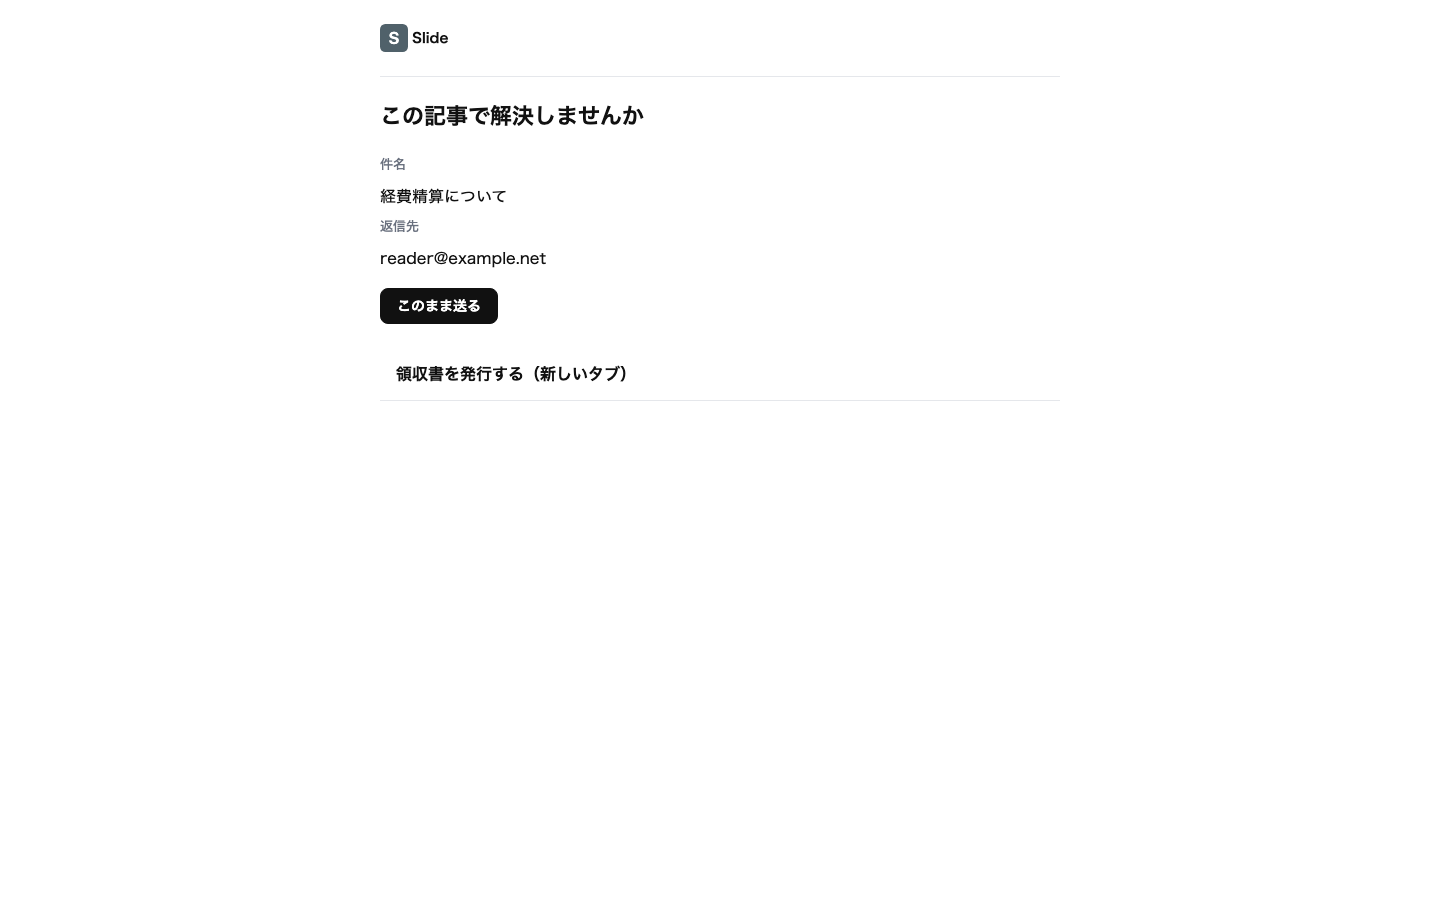 S Slide
この記事で解決しませんか
件名
経費精算について
返信先
reader@example.net
このまま送る
領収書を発行する（新しいタブ）